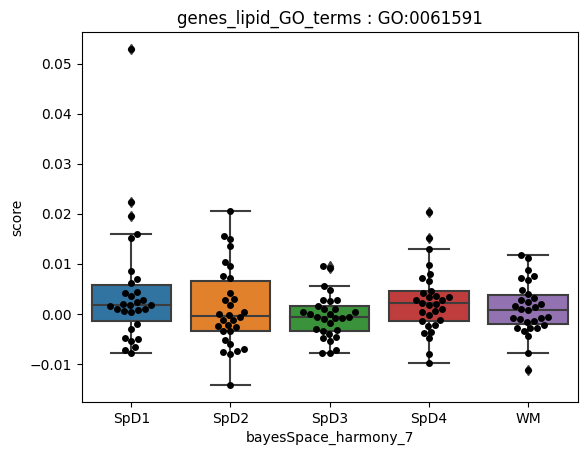 genes_lipid_GO_terms : GO:0061591
score
0.05
0.04
0.03
0.02
0.01
0.00
−0.01
SpD1 SpD2 SpD3 SpD4 WM
bayesSpace_harmony_7